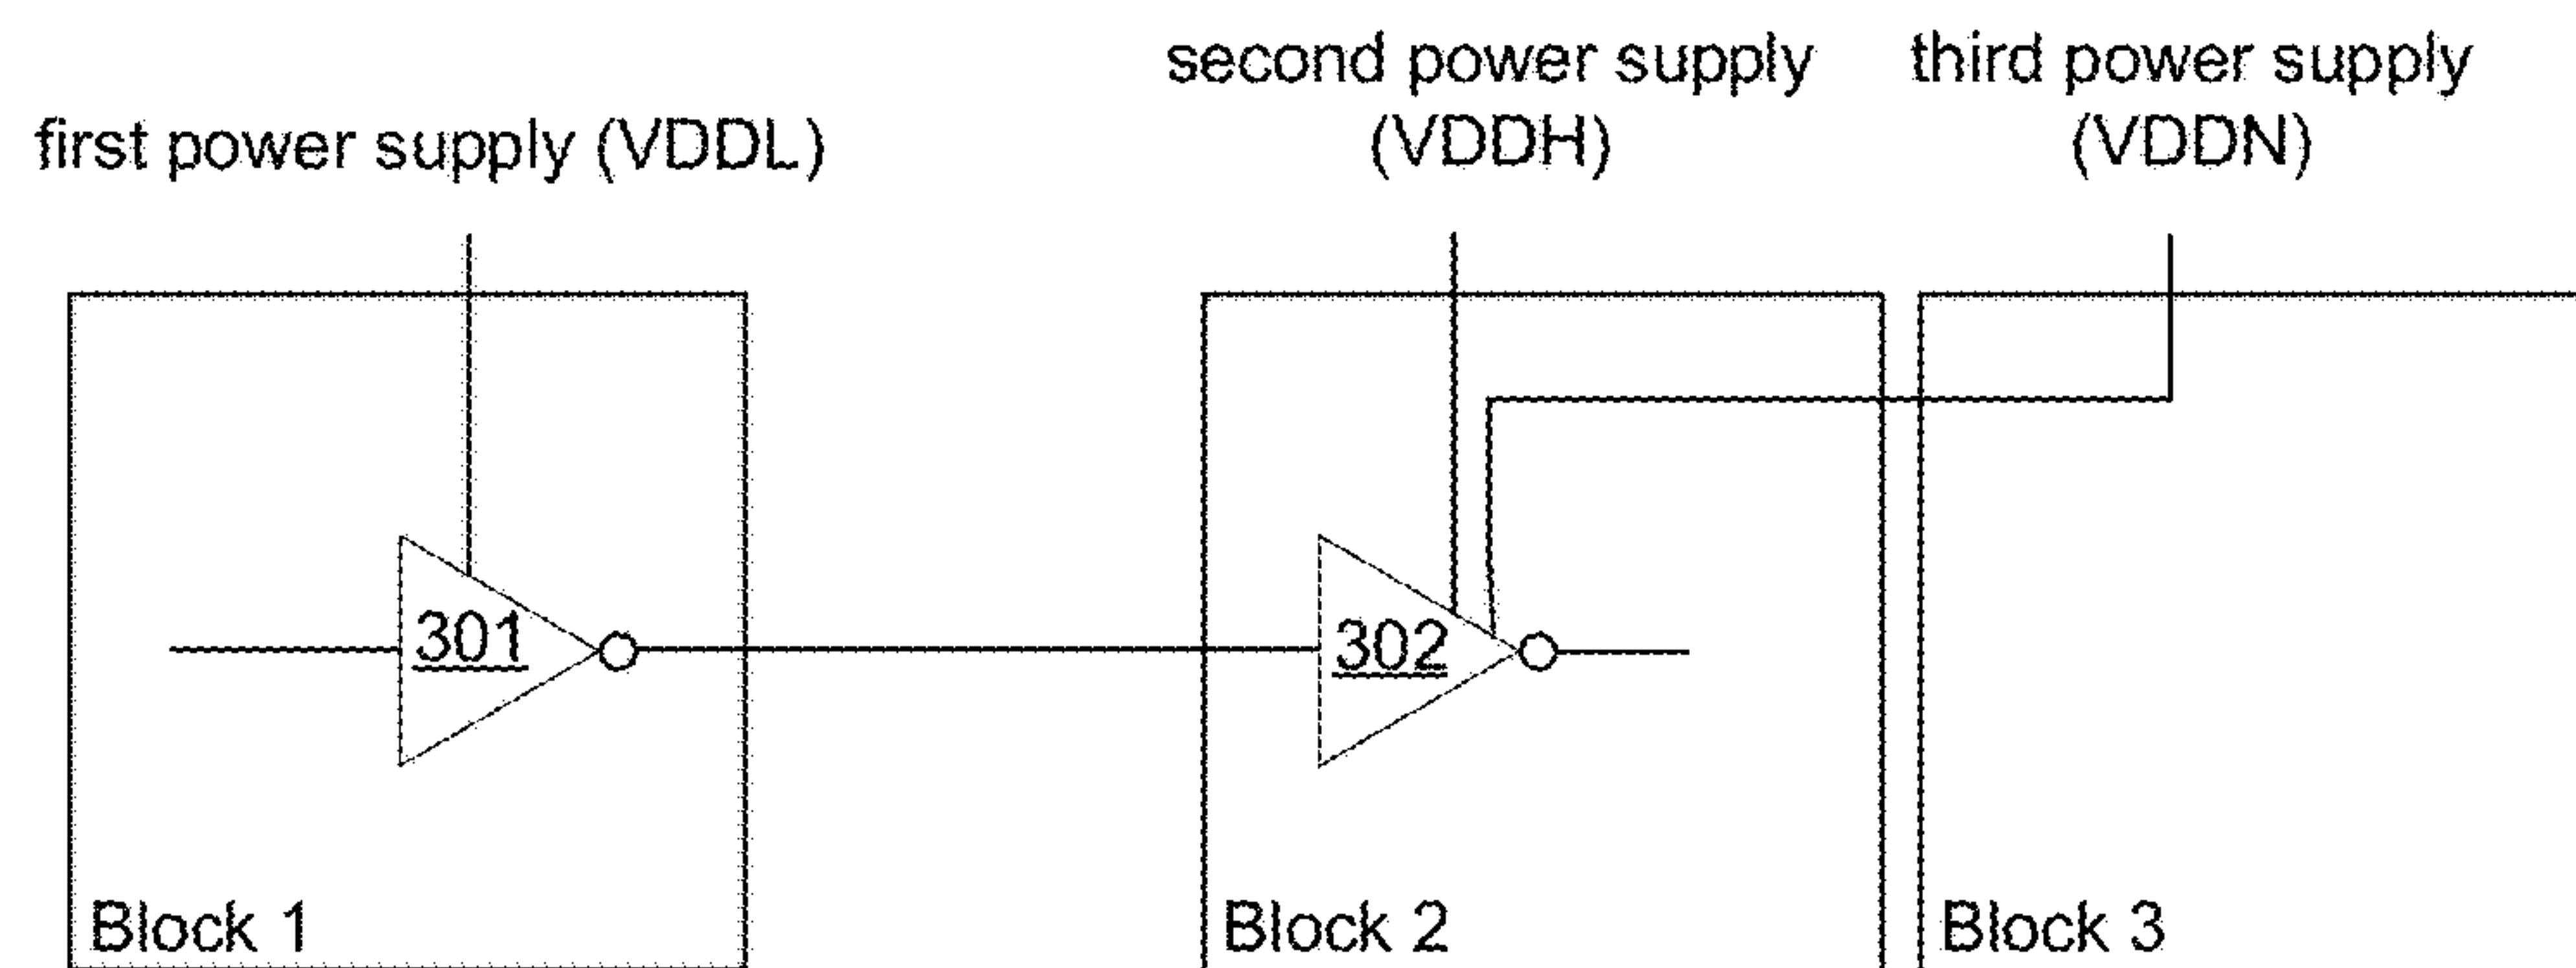 first power supply (VDDL)
second power supply
(VDDH)
third power supply
(VDDN)
301
302
Block 1
Block 2
Block 3